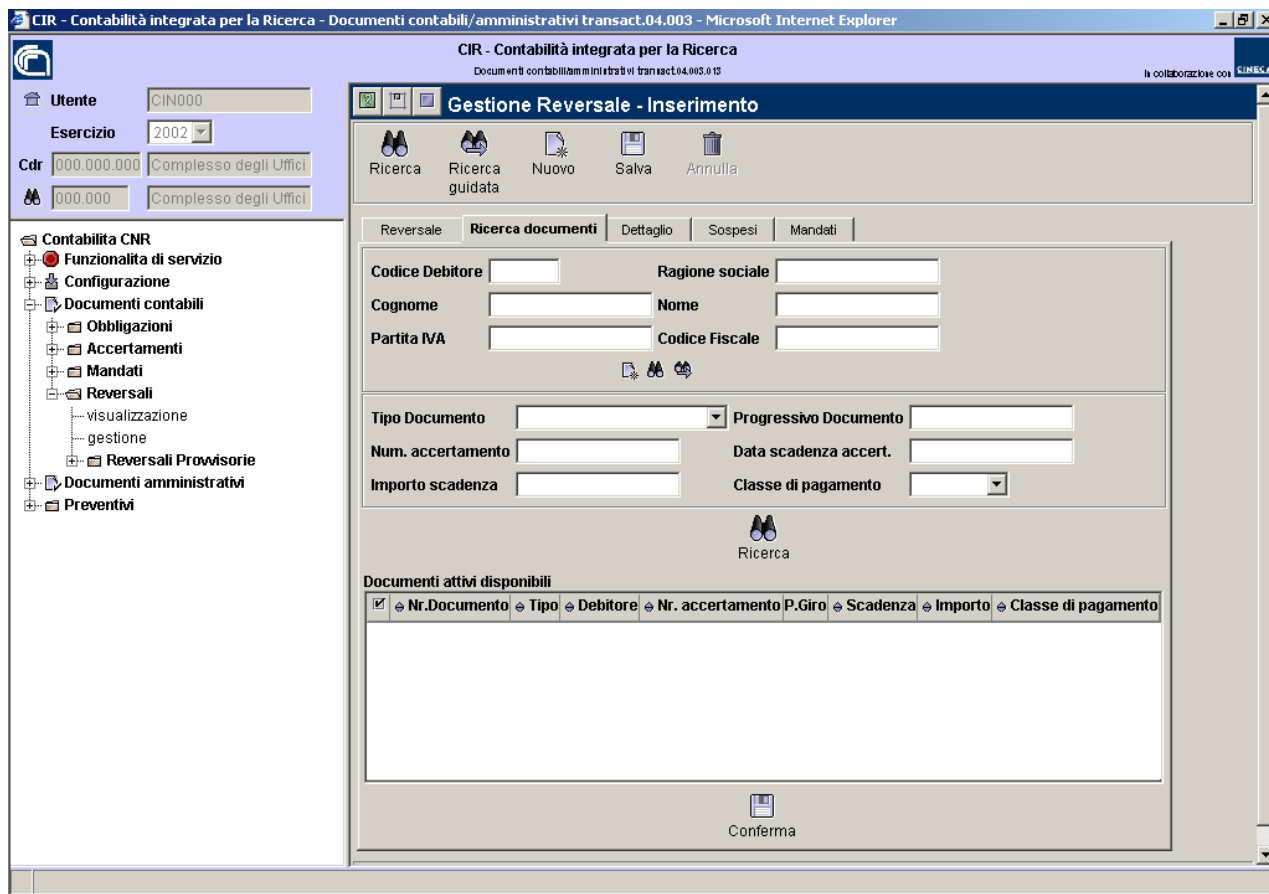 CIR - Contabilità integrata per la Ricerca - Documenti contabili/amministrativi transact.04.003 - Microsoft Internet Explorer
CIR - Contabilità integrata per la Ricerca
Documenti contabili/amministrativi transact.04.003.013
In collaborazione con CINECA
Utente CIN000
Esercizio 2002
Cdr 000.000.000 Complesso degli Uffici
000.000 Complesso degli Uffici
Contabilita CNR
Funzionalita di servizio
Configurazione
Documenti contabili
Obbligazioni
Accertamenti
Mandati
Reversali
visualizzazione
gestione
Reversali Provvisorie
Documenti amministrativi
Preventivi
Gestione Reversale - Inserimento
Ricerca
Ricerca guidata
Nuovo
Salva
Annulla
Reversale Ricerca documenti Dettaglio Sospesi Mandati
Codice Debitore Ragione sociale
Cognome Nome
Partita IVA Codice Fiscale
Tipo Documento Progressivo Documento
Num. accertamento Data scadenza accert.
Importo scadenza Classe di pagamento
Ricerca
Documenti attivi disponibili
Nr.Documento Tipo Debitore Nr. accertamento P.Giro Scadenza Importo Classe di pagamento
Conferma